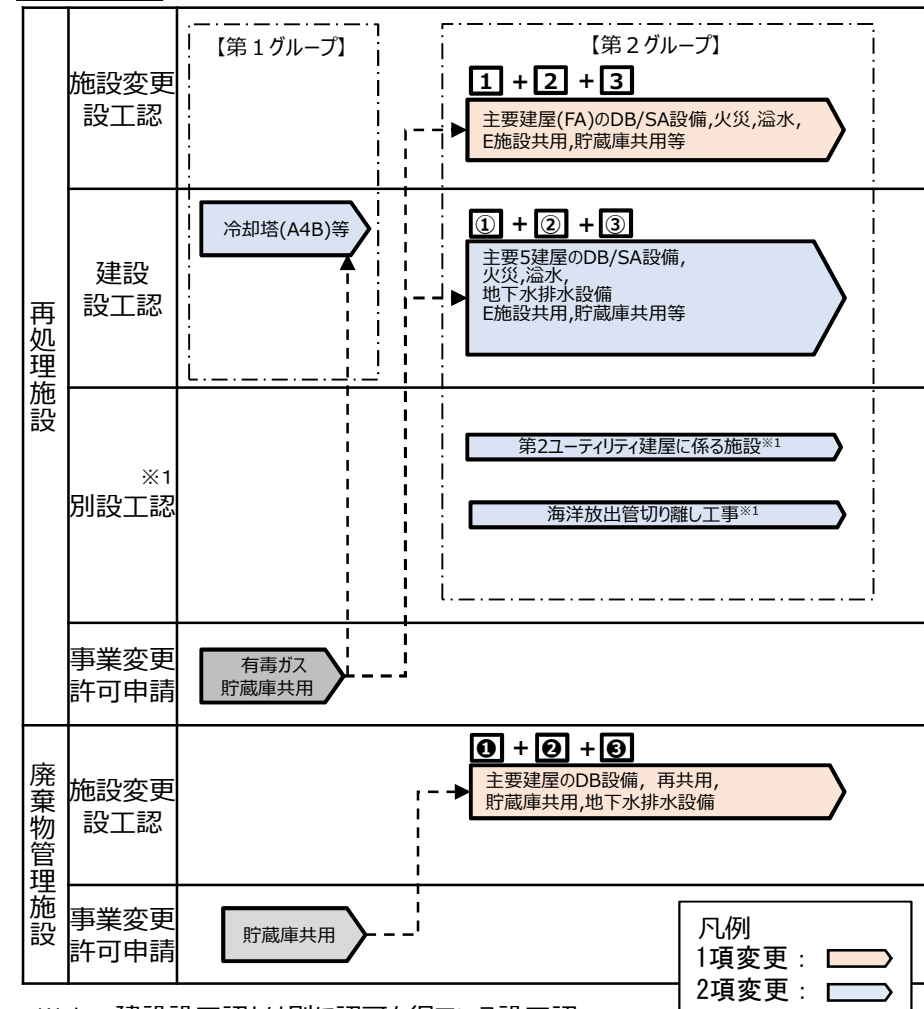 再処理施設
施設変更
設工認
【第1グループ】
【第2グループ】
1 + 2 + 3
主要建屋(FA)のDB/SA設備,火災,溢水,
E施設共用,貯蔵庫共用等
建設
設工認
冷却塔(A4B)等
① + ② + ③
主要5建屋のDB/SA設備,
火災,溢水,
地下水排水設備
E施設共用,貯蔵庫共用等
※1
別設工認
第2ユーティリティ建屋に係る施設※1
海洋放出管切り離し工事※1
事業変更
許可申請
有毒ガス
貯蔵庫共用
廃棄物管理施設
施設変更
設工認
❶ + ❷ + ❸
主要建屋のDB設備, 再共用,
貯蔵庫共用,地下水排水設備
事業変更
許可申請
貯蔵庫共用
凡例
1項変更:
2項変更: